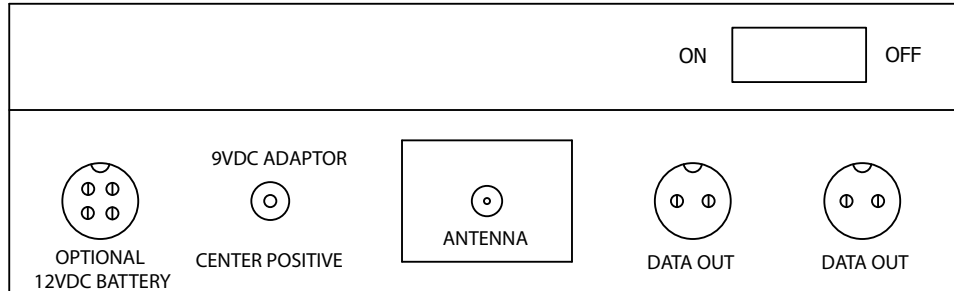 ON
OFF
9VDC ADAPTOR
CENTER POSITIVE
OPTIONAL
12VDC BATTERY
ANTENNA
DATA OUT
DATA OUT